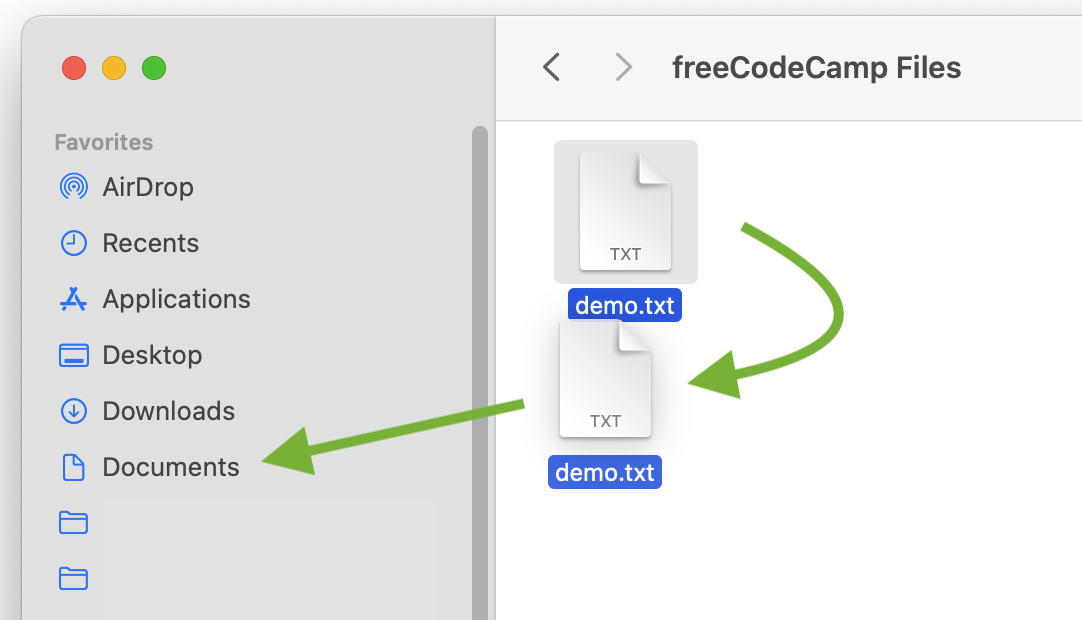 freeCodeCamp Files
Favorites
AirDrop
Recents
Applications
Desktop
Downloads
Documents
TXT
demo.txt
TXT
demo.txt